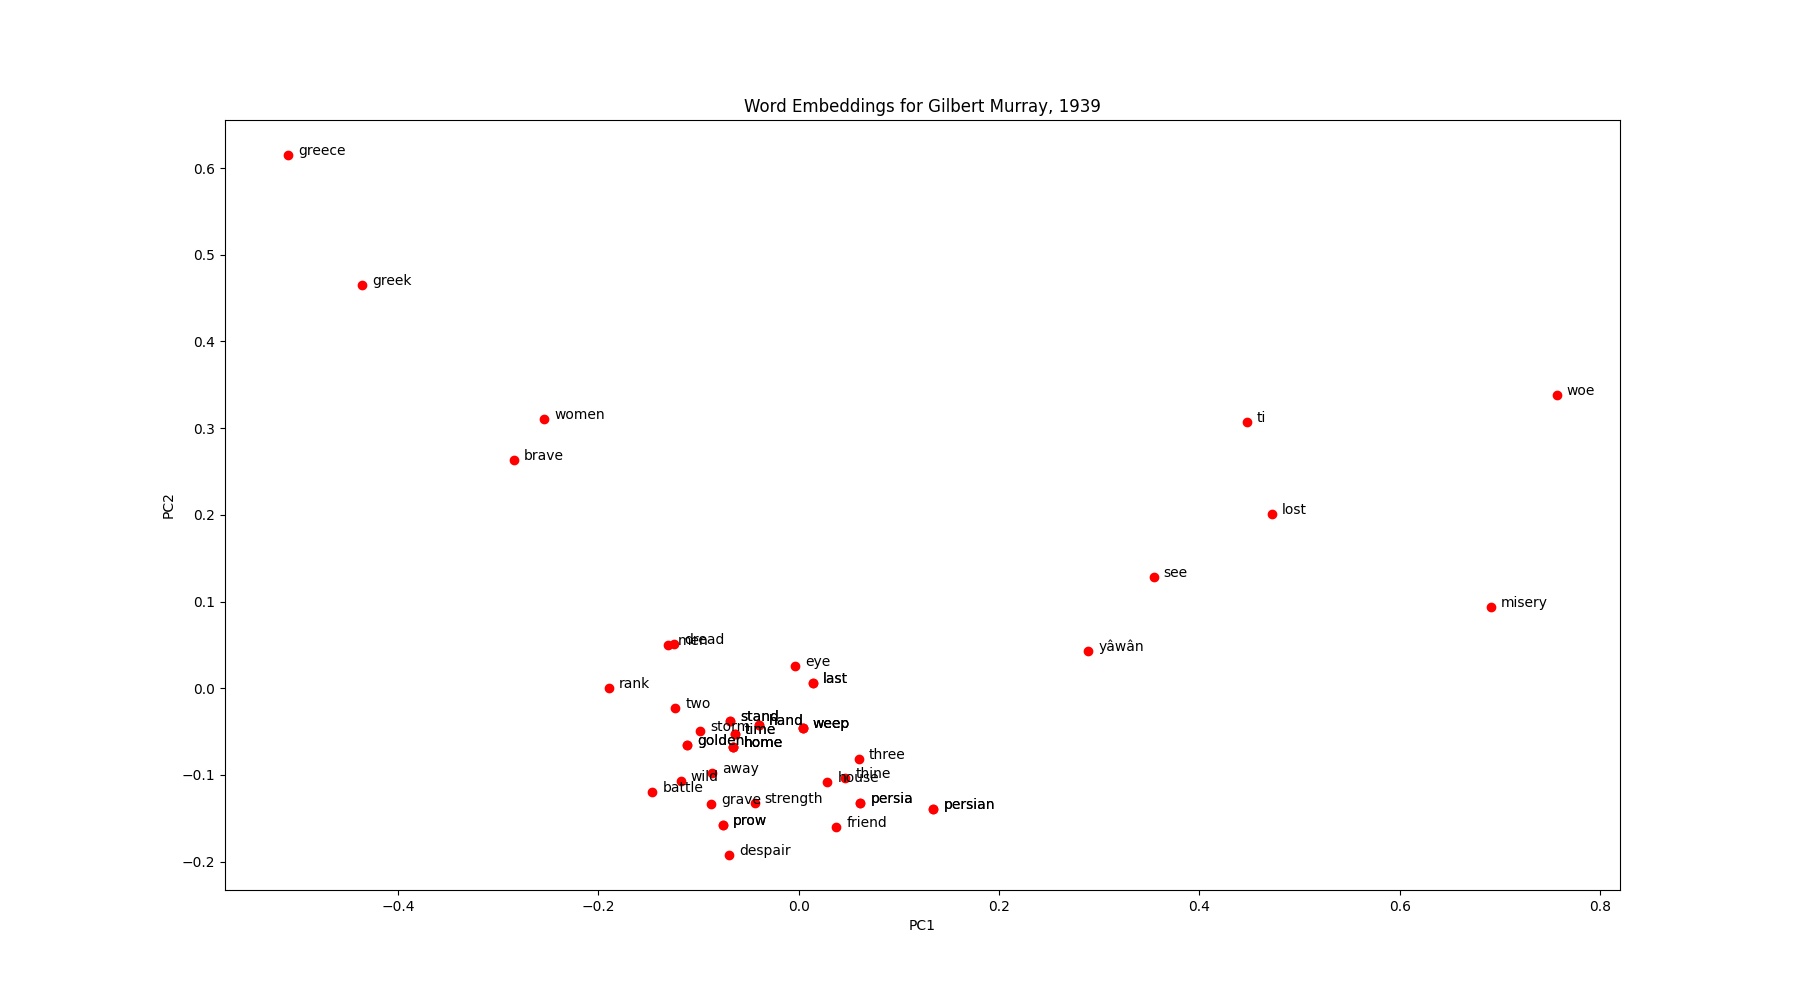 Word Embeddings for Gilbert Murray, 1939
greece
0.6
0.5
greek
0.4
woe
women
ti
0.3
brave
PC2
lost
0.2
see
0.1
misery
yâwân
men
dread
eye
last
rank
0.0
two
stand
hand
weep
storm
time
golden
home
three
away
thine
house
−0.1
wild
battle
grave
strength
persia
persian
prow
friend
despair
−0.2
−0.4 −0.2 0.0 0.2 0.4 0.6 0.8
PC1